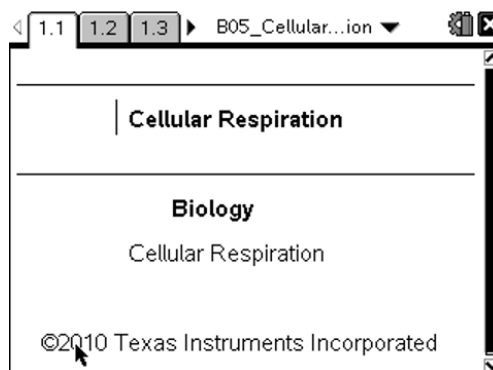 1.1 1.2 1.3 B05_Cellular...ion
Cellular Respiration
Biology
Cellular Respiration
©2010 Texas Instruments Incorporated